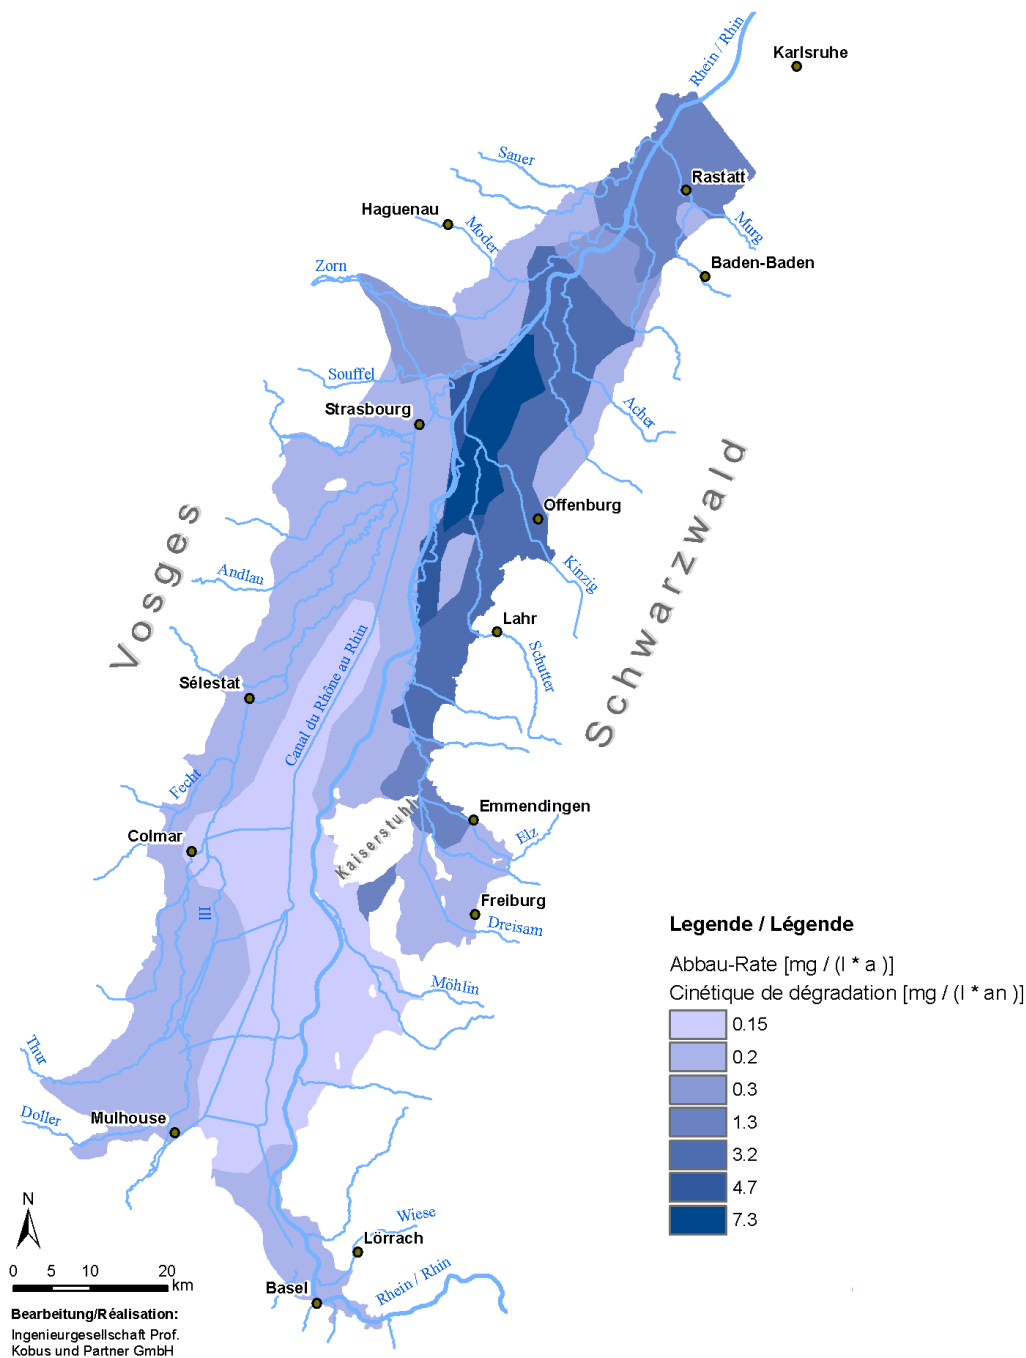 Karlsruhe
Rhein / Rhin
Sauer
Rastatt
Haguenau
Moder
Murg
Baden-Baden
Zorn
Souffel
Strasbourg
Acher
Offenburg
Vosges
Schwarzwald
Andlau
Kinzig
Lahr
Schutter
Canal du Rhône au Rhin
Sélestat
Fecht
Emmendingen
Colmar
Kaiserstuhl
Elz
Freiburg
Ill
Dreisam
Möhlin
Thur
Doller
Mulhouse
Wiese
Lörrach
Basel
Rhein / Rhin
Legende / Légende
Abbau-Rate [mg / (l * a )]
Cinétique de dégradation [mg / (l * an )]
0.15
0.2
0.3
1.3
3.2
4.7
7.3
N
0 5 10 20
km
Bearbeitung/Réalisation:
Ingenieurgesellschaft Prof.
Kobus und Partner GmbH